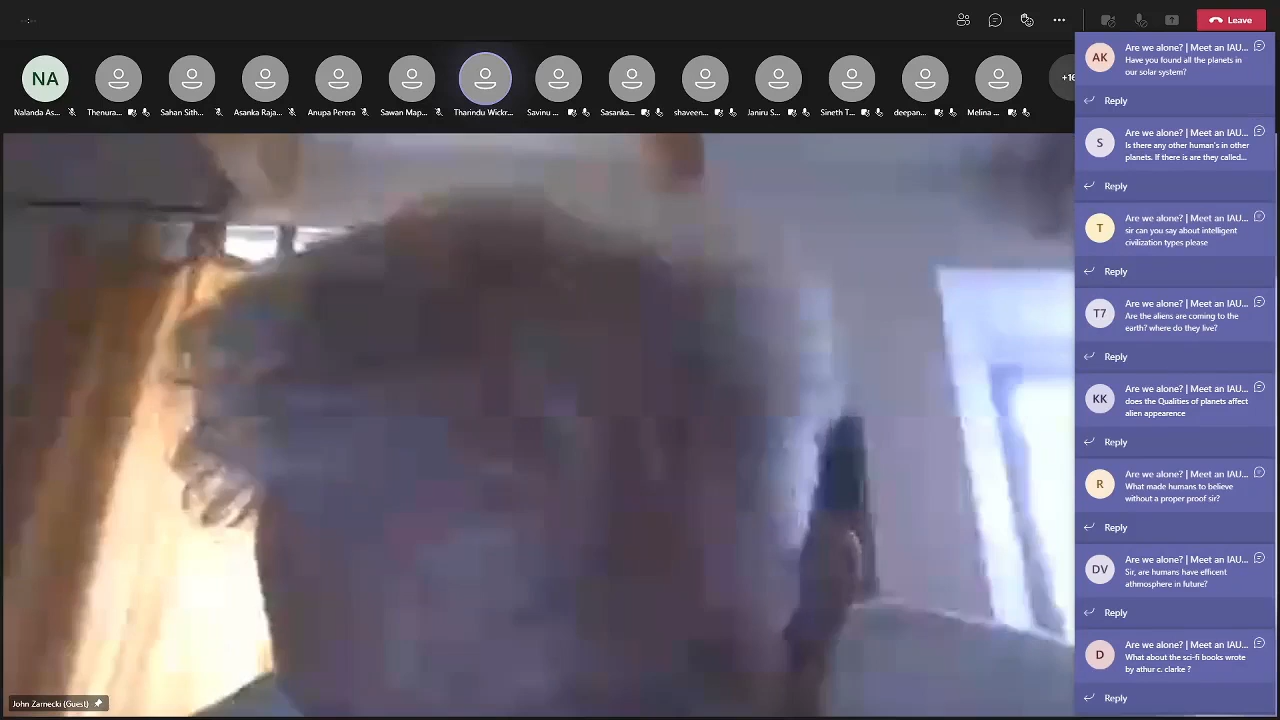 Leave
NA
Nalanda As...
Thenura...
Sahan Sith...
Asanka Raja...
Anupa Perera
Sawan Map...
Tharindu Wickr...
Savinu ...
Sasanka...
shaveen...
Janiru S...
Sineth T...
deepan...
Melina ...
+16
AK
Are we alone? | Meet an IAU...
Have you found all the planets in
our solar system?
Reply
S
Are we alone? | Meet an IAU...
Is there any other human's in other
planets. If there is are they called...
Reply
T
Are we alone? | Meet an IAU...
sir can you say about intelligent
civilization types please
Reply
T7
Are we alone? | Meet an IAU...
Are the aliens are coming to the
earth? where do they live?
Reply
KK
Are we alone? | Meet an IAU...
does the Qualities of planets affect
alien appearence
Reply
R
Are we alone? | Meet an IAU...
What made humans to believe
without a proper proof sir?
Reply
DV
Are we alone? | Meet an IAU...
Sir, are humans have efficent
athmosphere in future?
Reply
D
Are we alone? | Meet an IAU...
What about the sci-fi books wrote
by athur c. clarke ?
Reply
John Zarnecki (Guest)